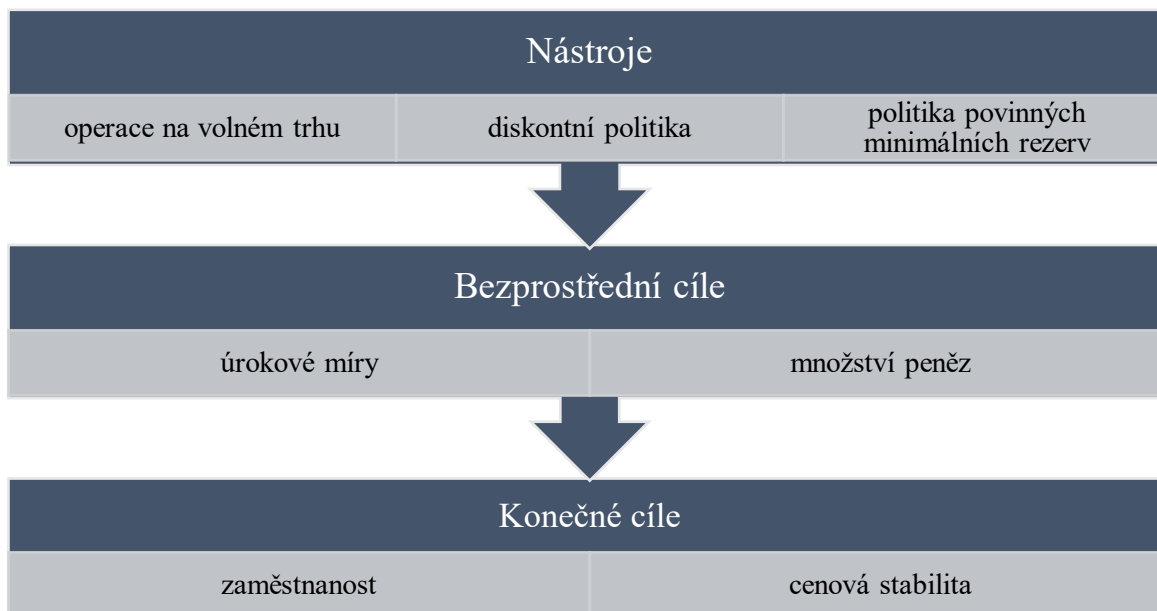 Nástroje
operace na volném trhu
diskontní politika
politika povinných
minimálních rezerv
Bezprostřední cíle
úrokové míry
množství peněz
Konečné cíle
zaměstnanost
cenová stabilita